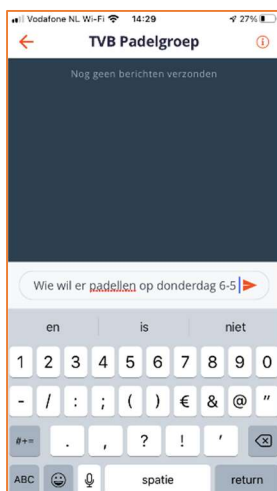 Vodafone NL Wi-Fi 14:29 27%
TVB Padelgroep
Nog geen berichten verzonden
Wie wil er padellen op donderdag 6-5
en is niet
1 2 3 4 5 6 7 8 9 0
- / : ; ( ) € & @ "
#+= . , ? ! '
ABC spatie return